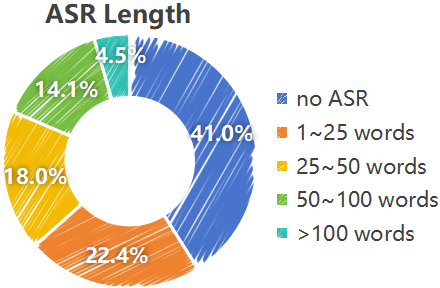 ASR Length
4.5%
14.1%
41.0%
18.0%
22.4%
no ASR
1~25 words
25~50 words
50~100 words
>100 words